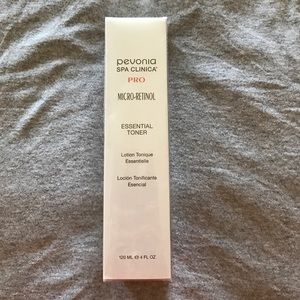 pevonia
SPA CLINICA®
PRO
MICRO-RETINOL
ESSENTIAL
TONER
Lotion Tonique
Essentielle
Loción Tonificante
Esencial
120 ML ℮ 4 FL OZ